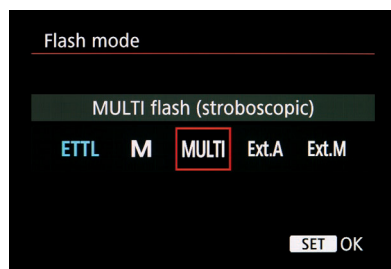 Flash mode
MULTI flash (stroboscopic)
ETTL M MULTI Ext.A Ext.M
SET OK